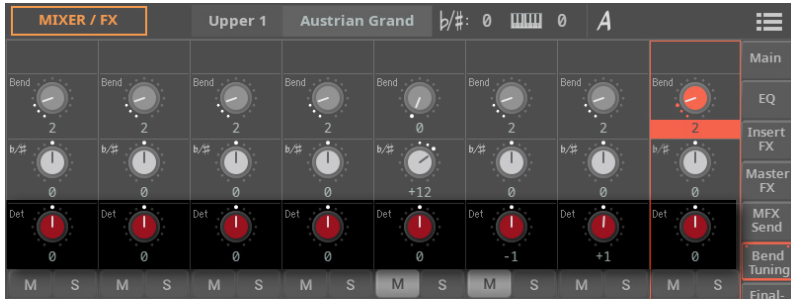 MIXER / FX Upper 1 Austrian Grand ♭/♯: 0 0 A
Main
Bend Bend Bend Bend Bend Bend Bend Bend
EQ
2 2 2 2 0 2 2 2
Insert
FX
♭/♯ ♭/♯ ♭/♯ ♭/♯ ♭/♯ ♭/♯ ♭/♯ ♭/♯
Master
FX
0 0 0 0 +12 0 0 0
Det Det Det Det Det Det Det Det
MFX
Send
0 0 0 0 0 -1 +1 0
Bend
Tuning
M S M S M S M S M S M S M S M S
Final-